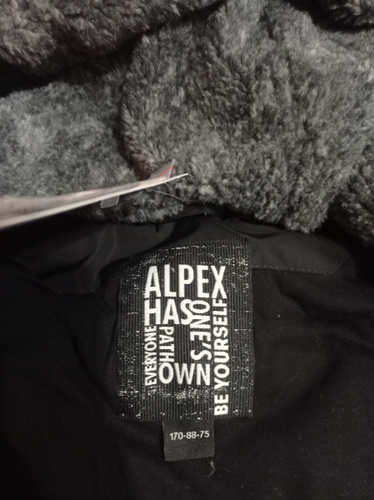 ALPEX
HAS
ONE'S
EVERYONE
PATH
OWN
BE YOURSELF
170-88-75